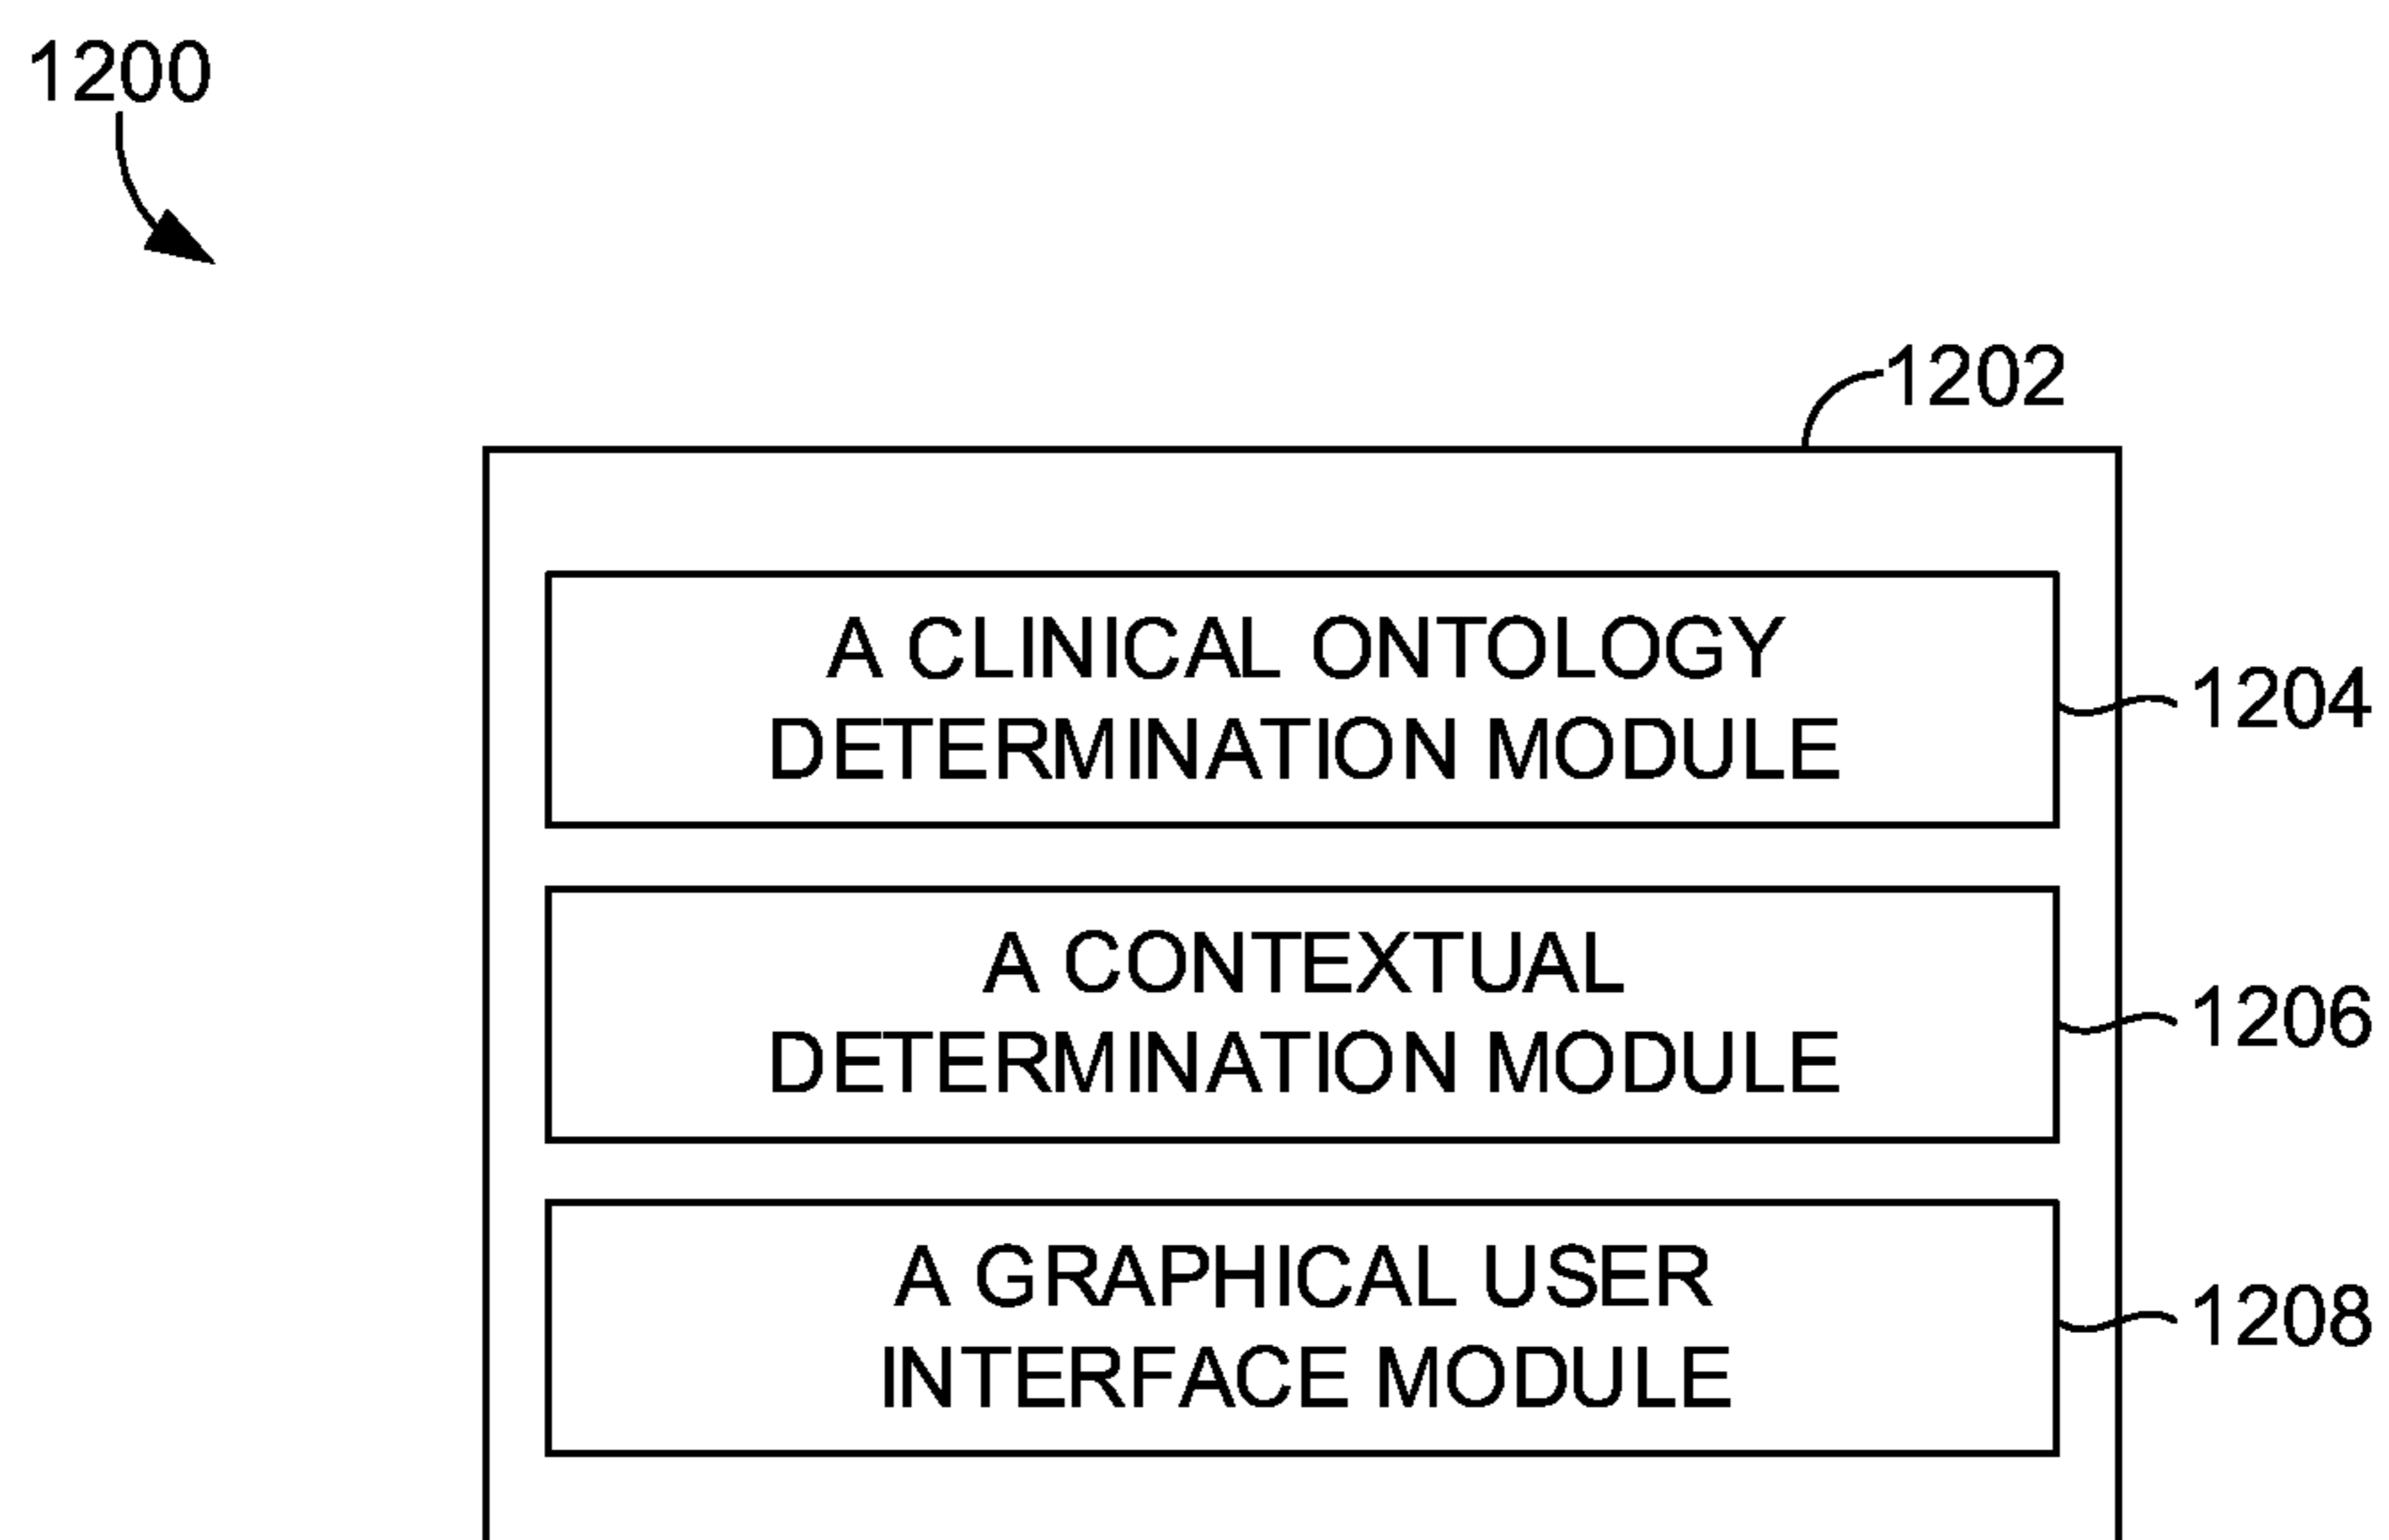 1200
1202
A CLINICAL ONTOLOGY
DETERMINATION MODULE
1204
A CONTEXTUAL
DETERMINATION MODULE
1206
A GRAPHICAL USER
INTERFACE MODULE
1208